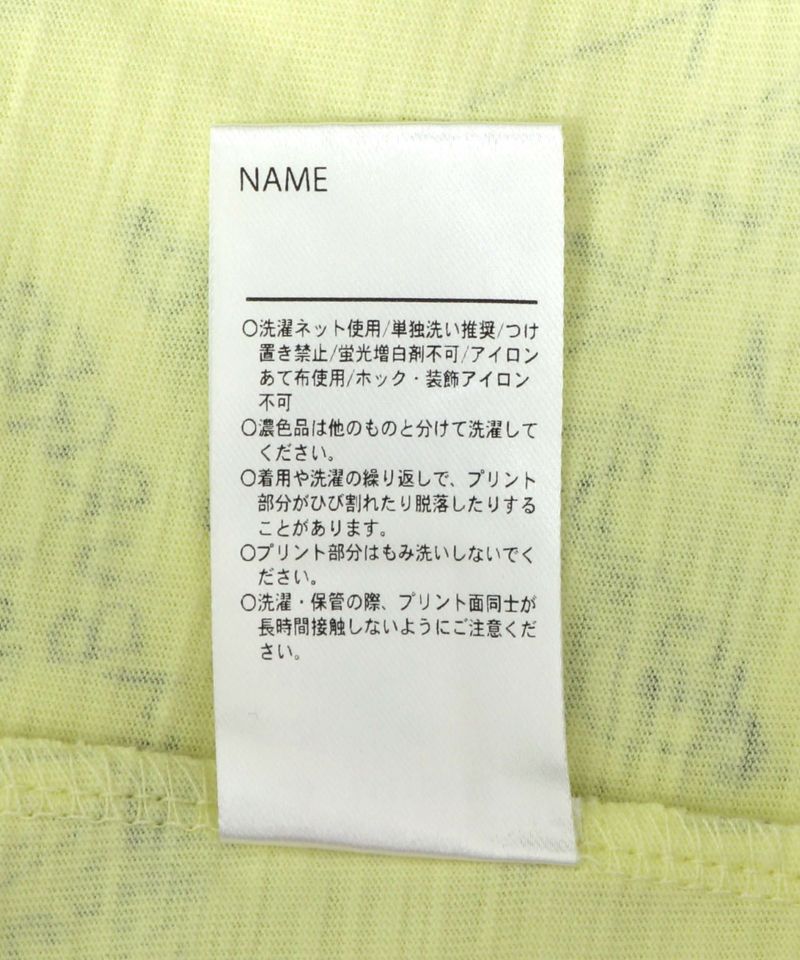 NAME
○洗濯ネット使用/単独洗い推奨/つけ
置き禁止/蛍光増白剤不可/アイロン
あて布使用/ホック・装飾アイロン
不可
○濃色品は他のものと分けて洗濯して
ください。
○着用や洗濯の繰り返しで、プリント
部分がひび割れたり脱落したりする
ことがあります。
○プリント部分はもみ洗いしないでく
ださい。
○洗濯・保管の際、プリント面同士が
長時間接触しないようにご注意くだ
さい。